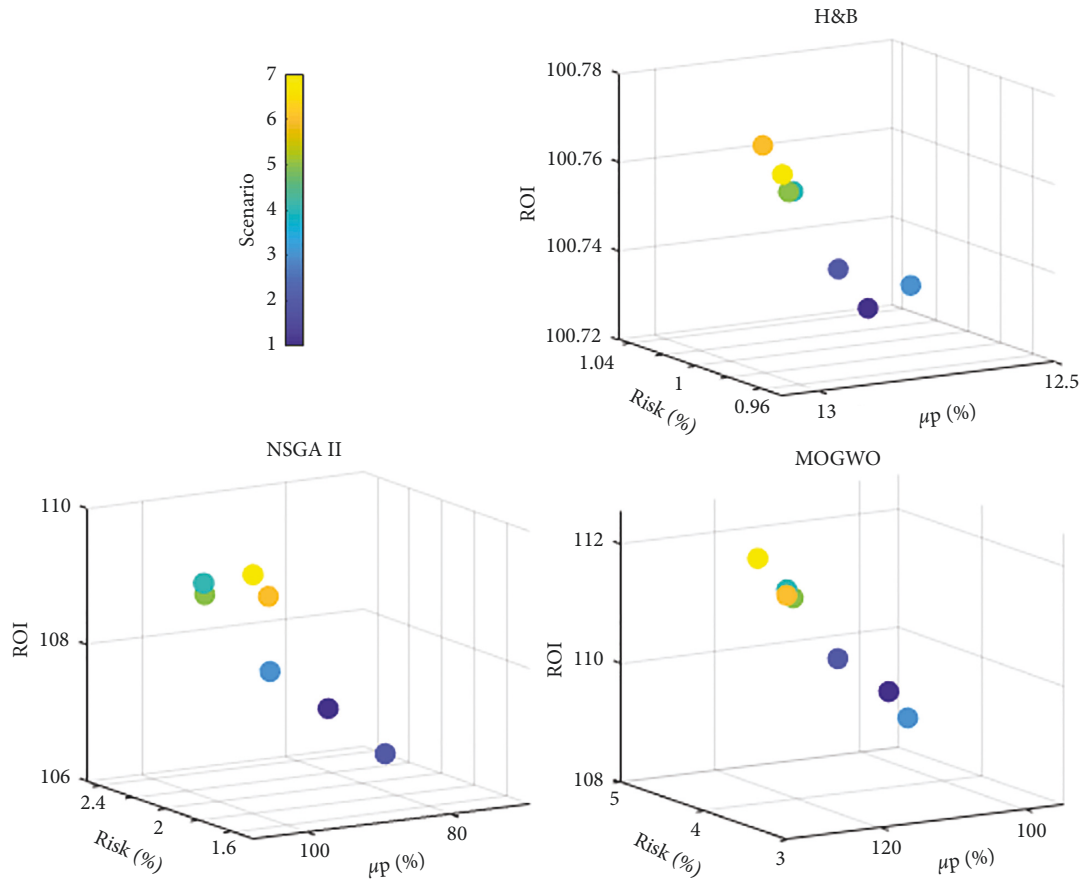 Scenario
7
6
5
4
3
2
1
H&B
ROI
100.78
100.76
100.74
100.72
1.04
1
0.96
Risk (%)
13
12.5
µp (%)
NSGA II
ROI
110
108
106
2.4
2
1.6
Risk (%)
100
80
µp (%)
MOGWO
ROI
112
110
108
5
4
3
Risk (%)
120
100
µp (%)